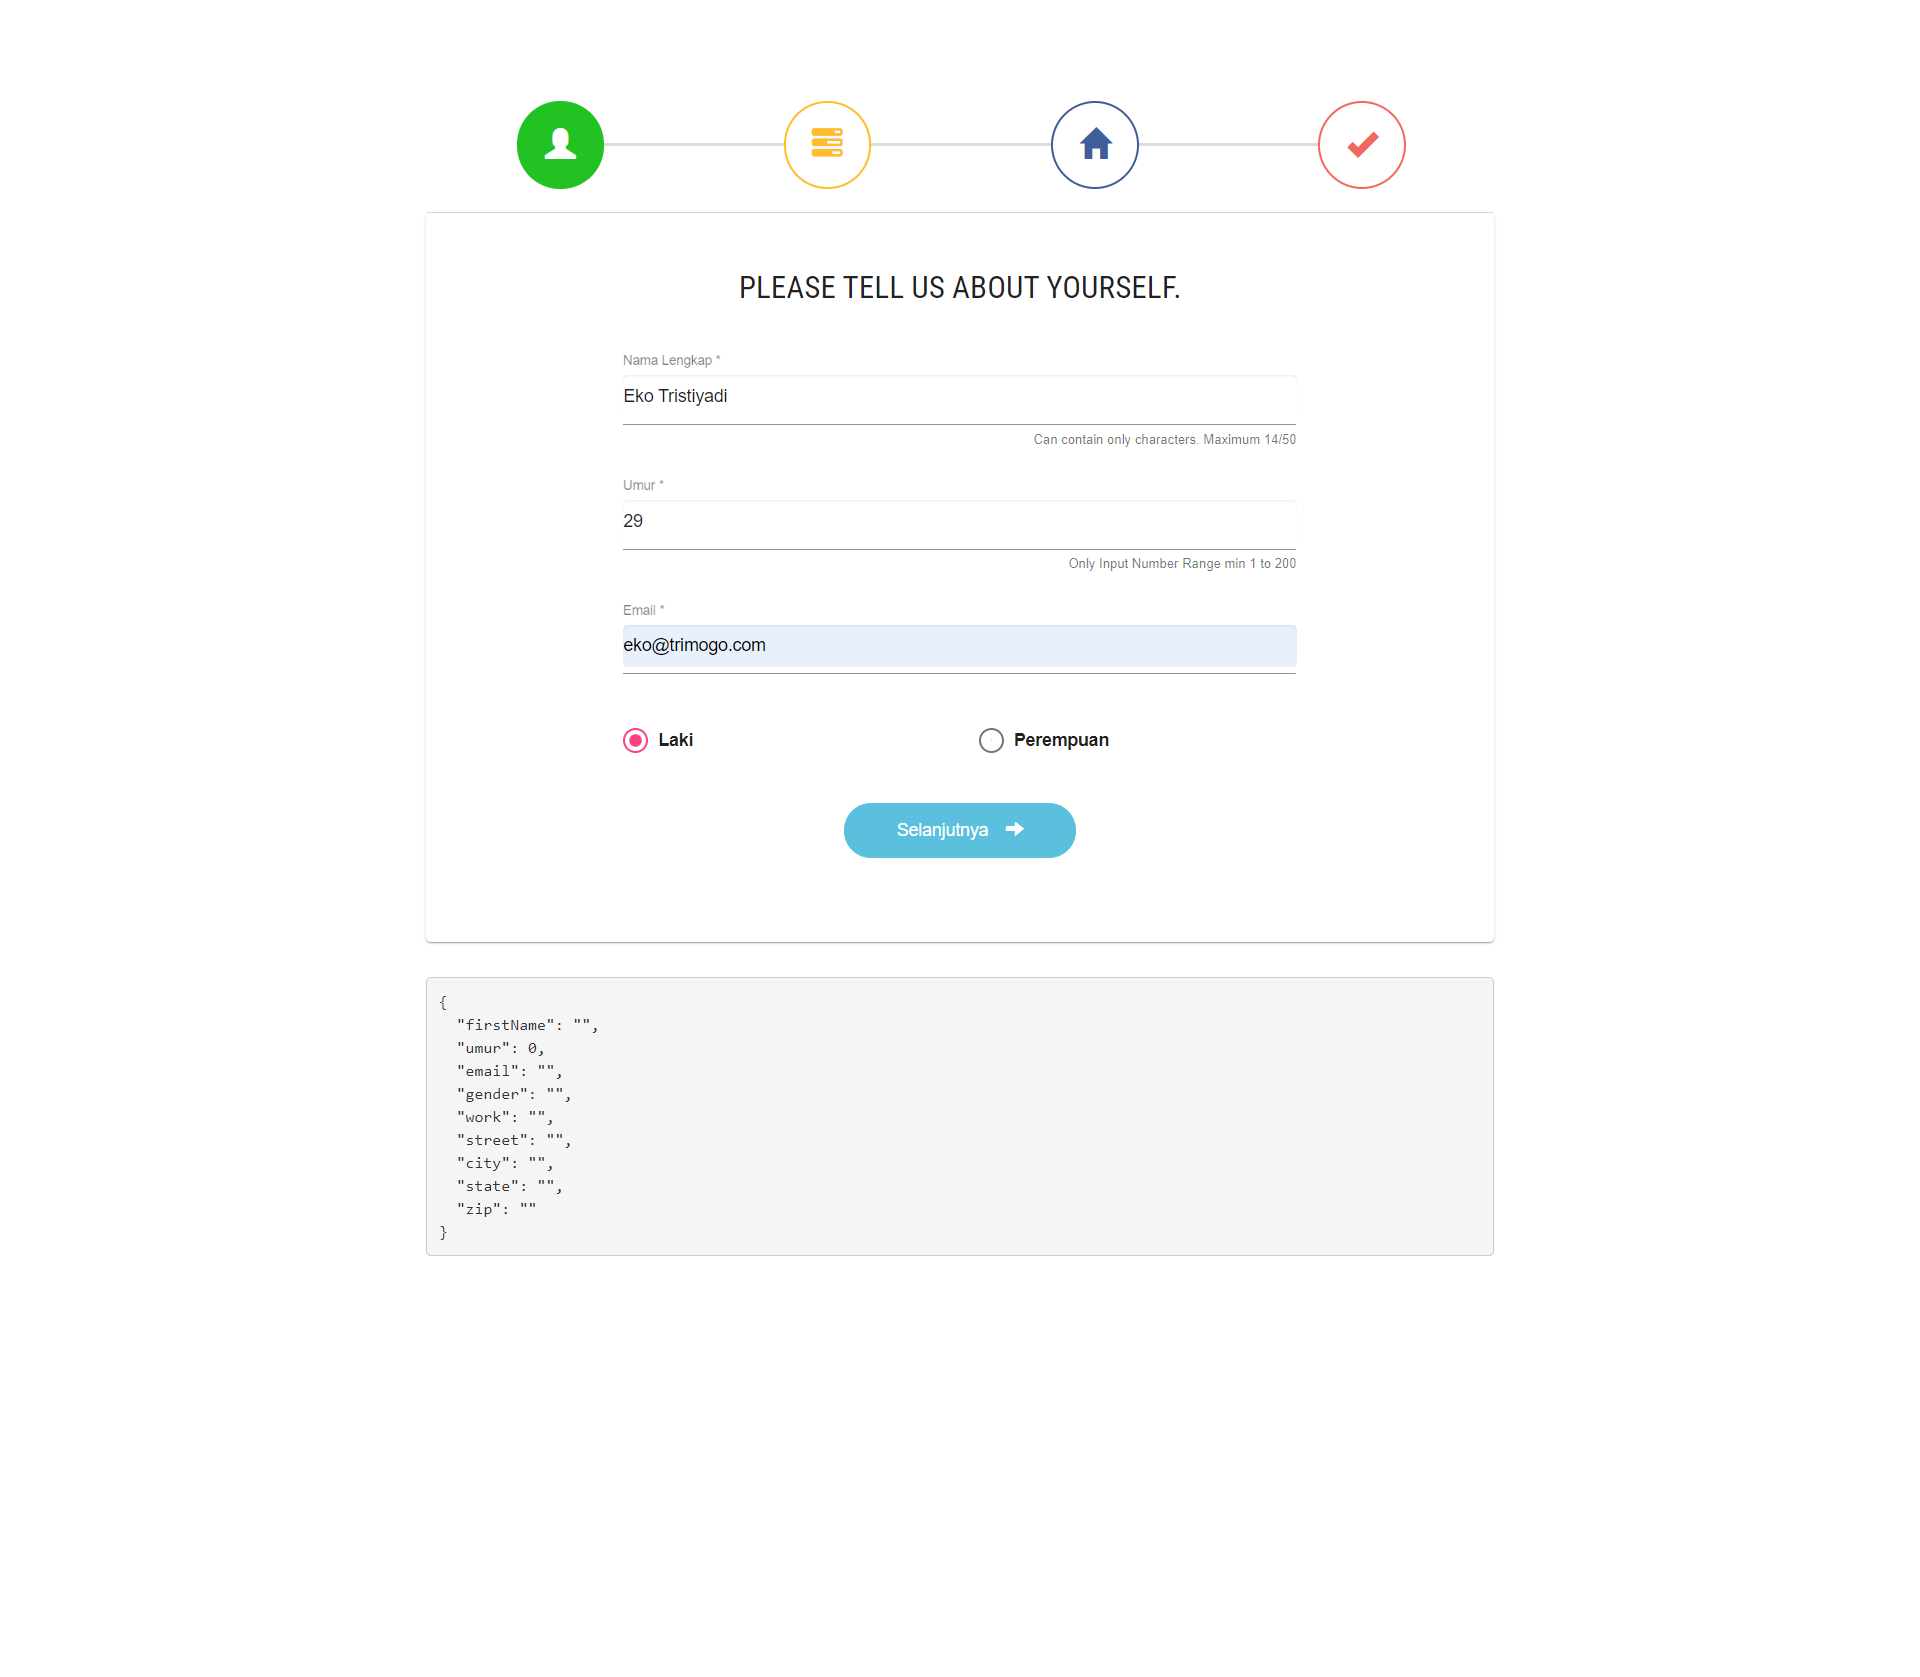 PLEASE TELL US ABOUT YOURSELF.
Nama Lengkap *
Eko Tristiyadi
Can contain only characters. Maximum 14/50
Umur *
29
Only Input Number Range min 1 to 200
Email *
eko@trimogo.com
Laki
Perempuan
Selanjutnya
{
  "firstName": "",
  "umur": 0,
  "email": "",
  "gender": "",
  "work": "",
  "street": "",
  "city": "",
  "state": "",
  "zip": ""
}